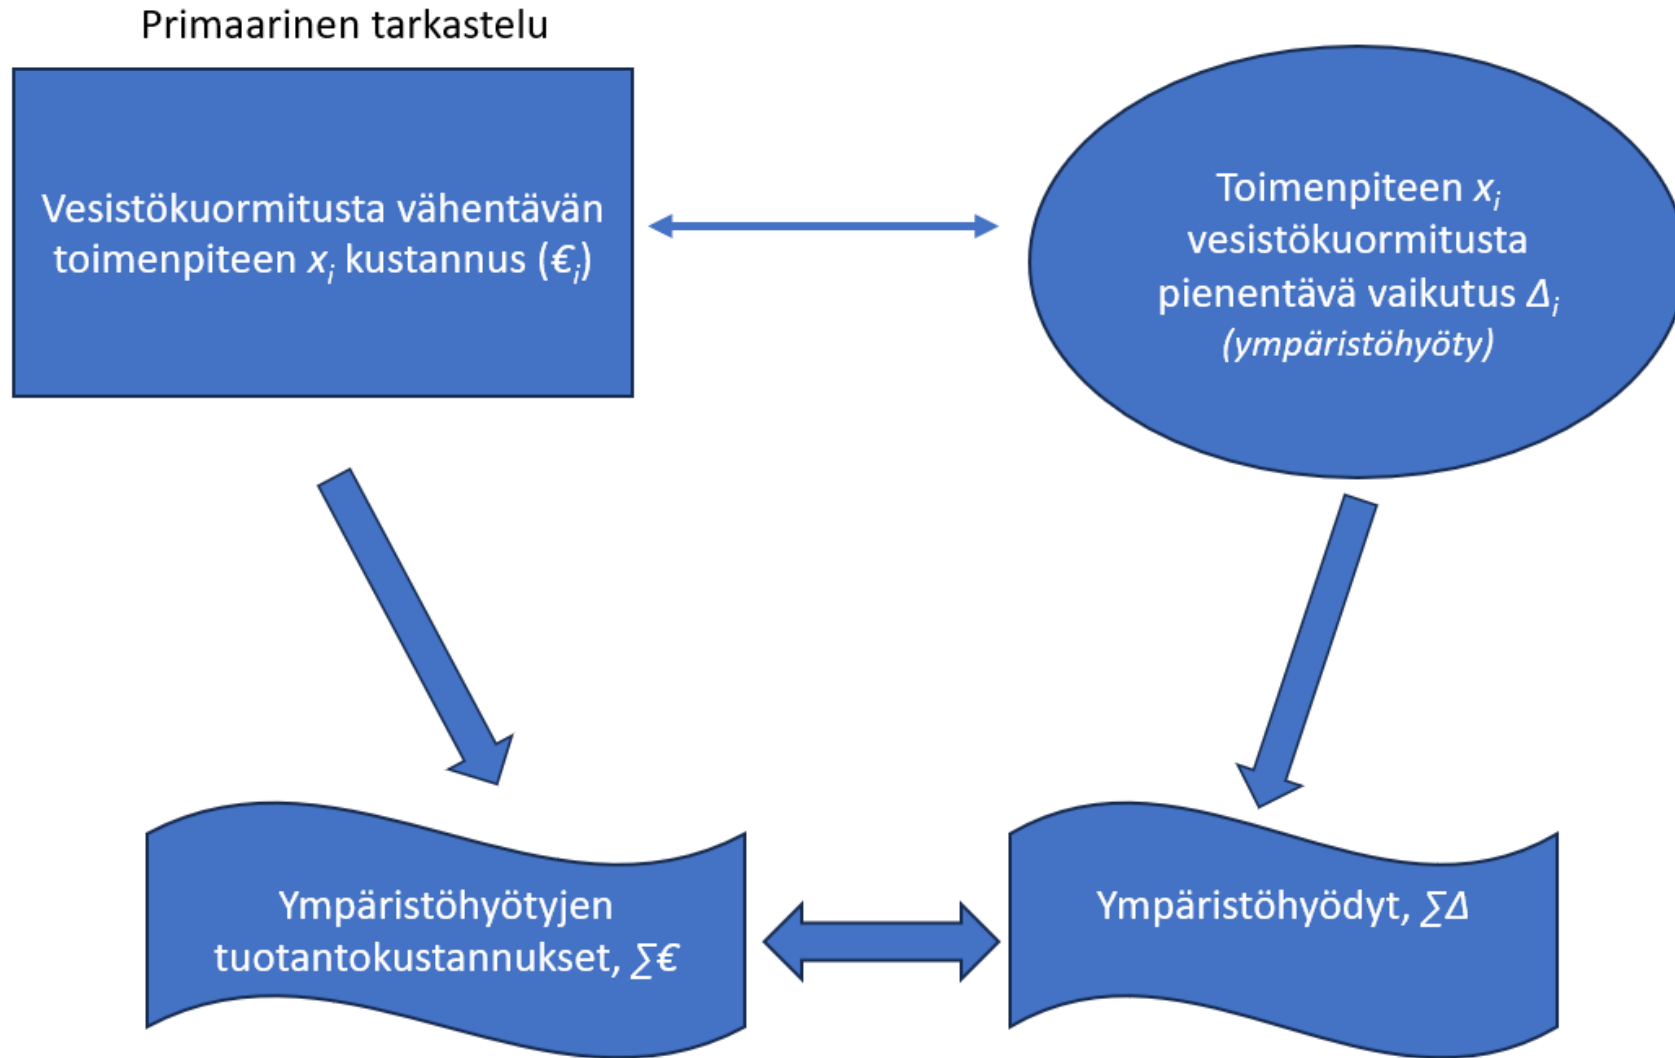 Primaarinen tarkastelu
Vesistökuormitusta vähentävän
toimenpiteen xᵢ kustannus (€ᵢ)
Toimenpiteen xᵢ
vesistökuormitusta
pienentävä vaikutus Δᵢ
(ympäristöhyöty)
Ympäristöhyötyjen
tuotantokustannukset, ∑€
Ympäristöhyödyt, ∑Δ